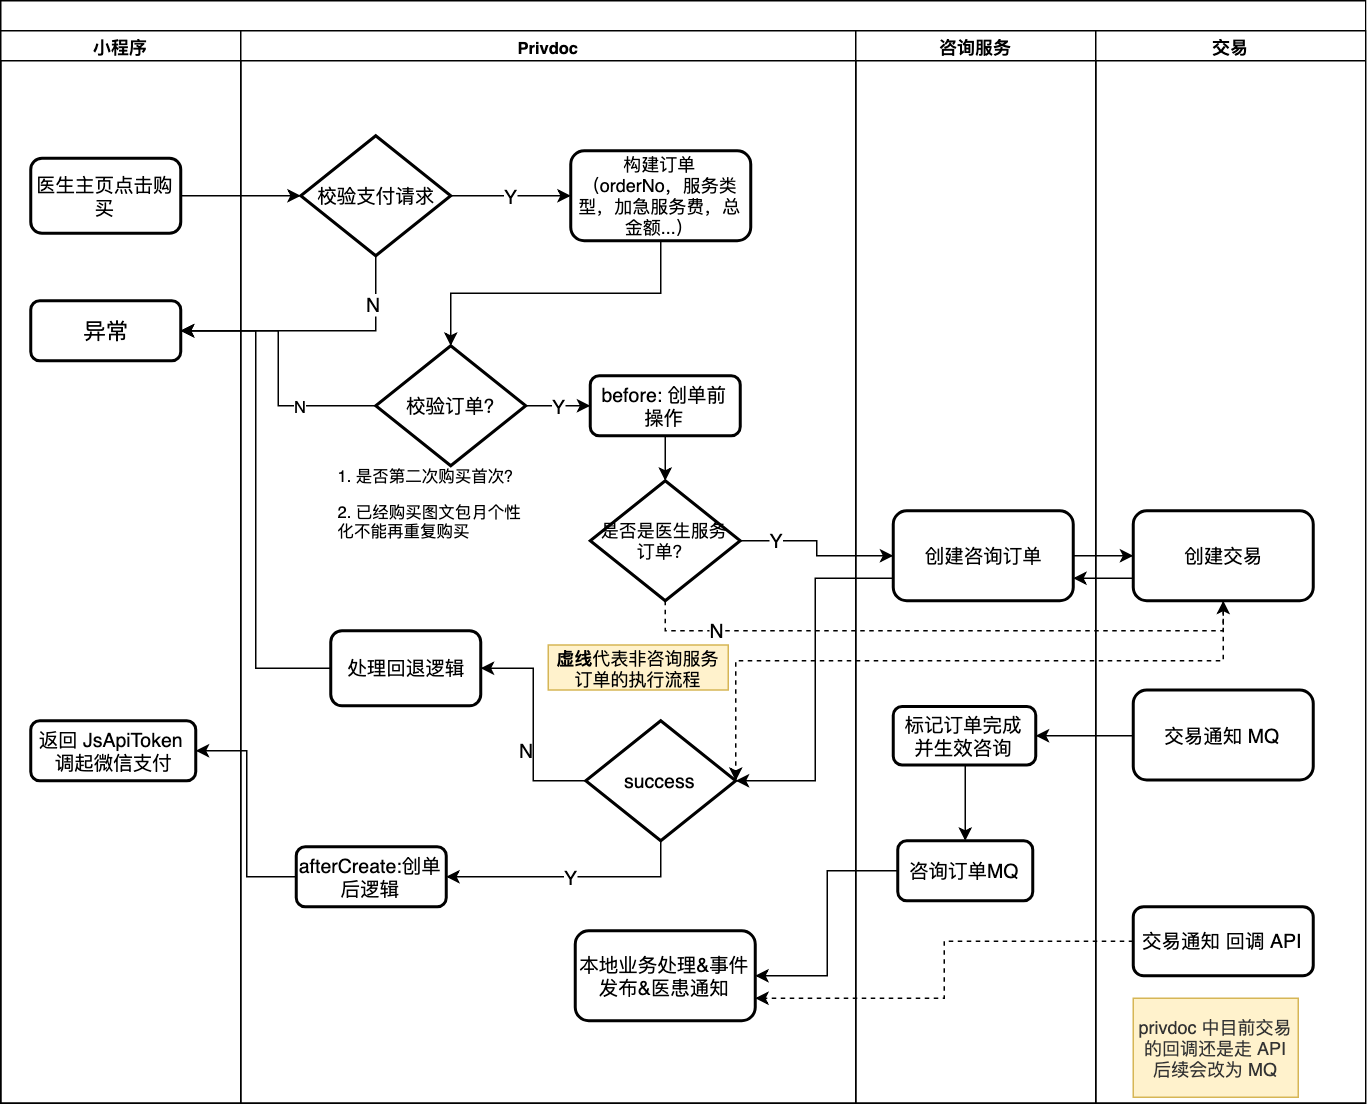 小程序
Privdoc
咨询服务
交易
医生主页点击购
买
校验支付请求
Y
构建订单
（orderNo，服务类
型，加急服务费，总
金额...）
N
异常
校验订单?
N
Y
before: 创单前
操作
1. 是否第二次购买首次?
2. 已经购买图文包月个性
化不能再重复购买
是否是医生服务
订单?
Y
创建咨询订单
创建交易
N
处理回退逻辑
虚线代表非咨询服务
订单的执行流程
返回 JsApiToken
调起微信支付
N
success
标记订单完成
并生效咨询
交易通知 MQ
afterCreate:创单
后逻辑
Y
咨询订单MQ
本地业务处理&事件
发布&医患通知
交易通知 回调 API
privdoc 中目前交易
的回调还是走 API
后续会改为 MQ